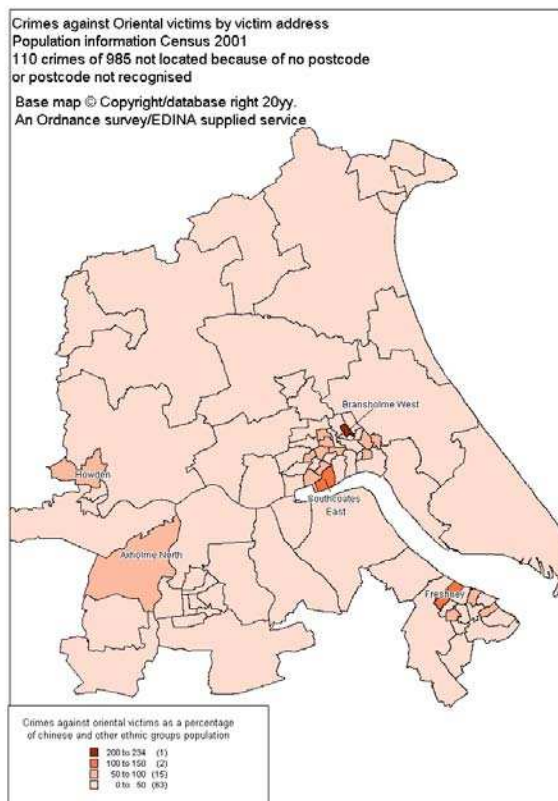 Crimes against Oriental victims by victim address
Population information Census 2001
110 crimes of 985 not located because of no postcode
or postcode not recognised
Base map © Copyright/database right 20yy.
An Ordnance survey/EDINA supplied service
Bransholme West
Howden
Southcoates
East
Axholme North
Freshney
Crimes against oriental victims as a percentage
of chinese and other ethnic groups population
200 to 234 (1)
100 to 150 (2)
50 to 100 (15)
0 to 50 (63)